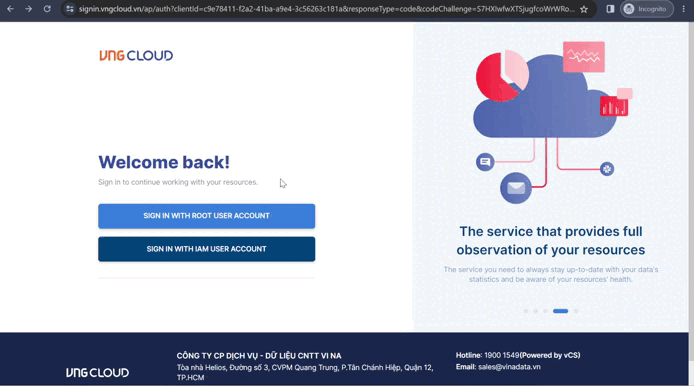 signin.vngcloud.vn/ap/auth?clientId=c9e78411-f2a2-41ba-a9e4-3c56263c181a&responseType=code&codeChallenge=S7HXIwfwXTSjugfcoWrWRo...
Incognito
VNG CLOUD
Welcome back!
Sign in to continue working with your resources.
SIGN IN WITH ROOT USER ACCOUNT
SIGN IN WITH IAM USER ACCOUNT
The service that provides full
observation of your resources
The service you need to always stay up-to-date with your data's
statistics and be aware of your resources' health.
VNG CLOUD
CÔNG TY CP DỊCH VỤ - DỮ LIỆU CNTT VI NA
Tòa nhà Helios, Đường số 3, CVPM Quang Trung, P.Tân Chánh Hiệp, Quận 12,
TP.HCM
Hotline: 1900 1549(Powered by vCS)
Email: sales@vinadata.vn